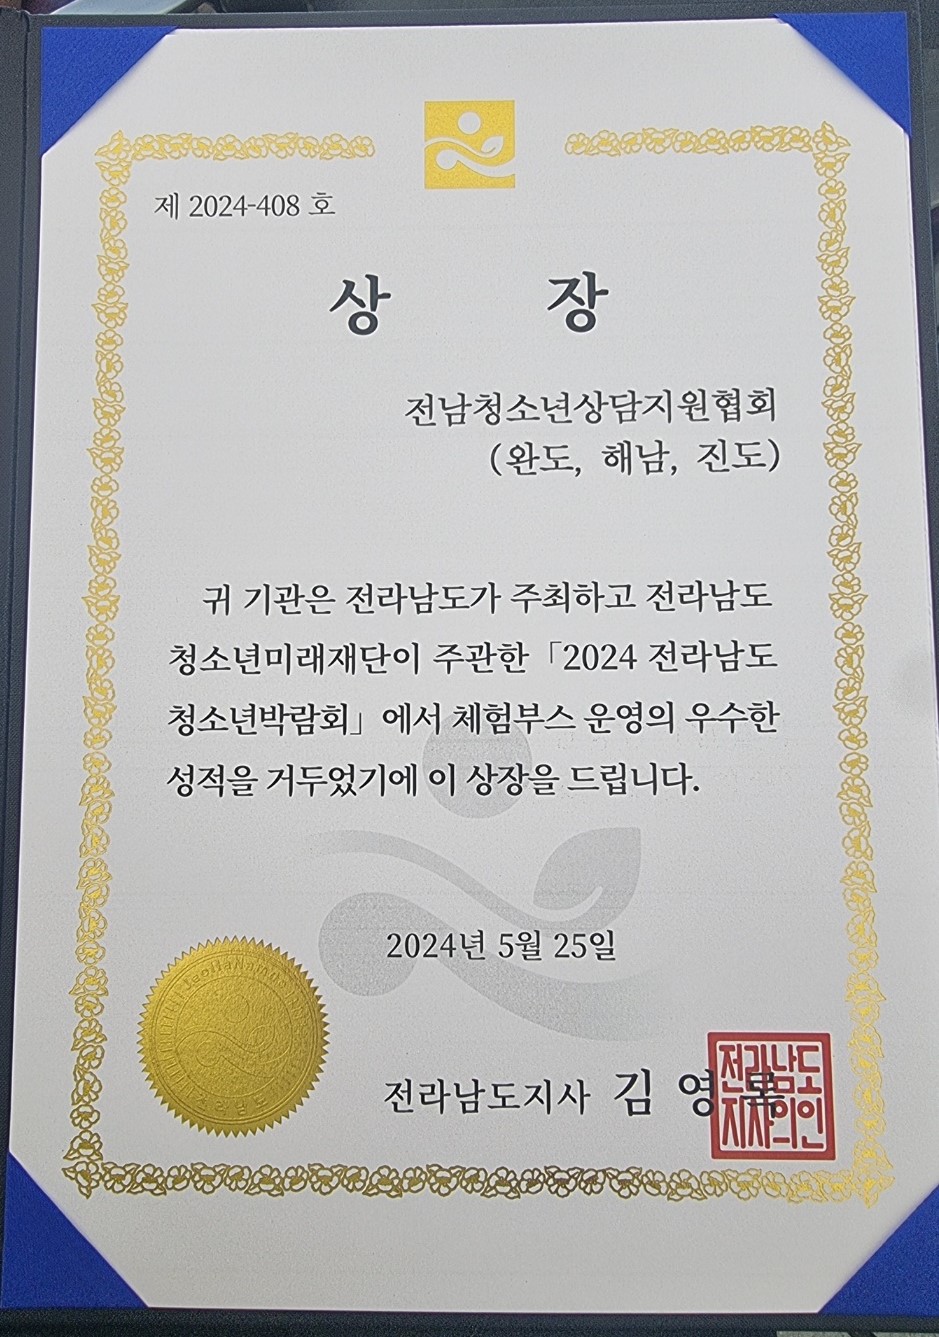 제 2024-408 호
상 장
전남청소년상담지원협회
(완도, 해남, 진도)
귀 기관은 전라남도가 주최하고 전라남도
청소년미래재단이 주관한「2024 전라남도
청소년박람회」에서 체험부스 운영의 우수한
성적을 거두었기에 이 상장을 드립니다.
2024년 5월 25일
전라남도지사 김 영 록
전라남도
지사의인